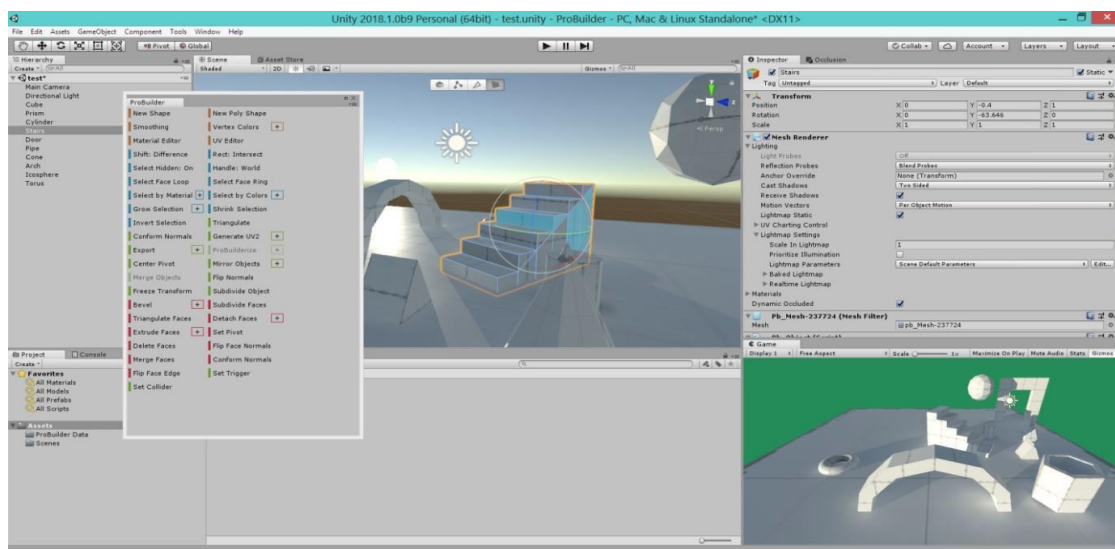 Unity 2018.1.0b9 Personal (64bit) - test.unity - ProBuilder - PC, Mac & Linux Standalone* <DX11>
File Edit Assets GameObject Component Tools Window Help
Pivot Global
Collab Account Layers Layout
Hierarchy
Create All
test*
Main Camera
Directional Light
Cube
Prism
Cylinder
Stairs
Door
Pipe
Cone
Arch
Icosphere
Torus
Scene Asset Store
Shaded 2D Gizmos All
Persp
ProBuilder
New Shape New Poly Shape
Smoothing Vertex Colors +
Material Editor UV Editor
Shift: Difference Rect: Intersect
Select Hidden: On Handle: World
Select Face Loop Select Face Ring
Select by Material + Select by Colors +
Grow Selection + Shrink Selection
Invert Selection Triangulate
Conform Normals Generate UV2 +
Export + ProBuilderize +
Center Pivot Mirror Objects +
Merge Objects Flip Normals
Freeze Transform Subdivide Object
Bevel + Subdivide Faces
Triangulate Faces Detach Faces +
Extrude Faces + Set Pivot
Delete Faces Flip Face Normals
Merge Faces Conform Normals
Flip Face Edge Set Trigger
Set Collider
Project Console
Create
Favorites
All Materials
All Models
All Prefabs
All Scripts
Assets
ProBuilder Data
Scenes
Inspector Occlusion
Stairs Static
Tag Untagged Layer Default
Transform
Position X 0 Y -0.4 Z 1
Rotation X 0 Y -63.646 Z 0
Scale X 1 Y 1 Z 1
Mesh Renderer
Lighting
Light Probes Off
Reflection Probes Blend Probes
Anchor Override None (Transform)
Cast Shadows Two Sided
Receive Shadows
Motion Vectors Per Object Motion
Lightmap Static
UV Charting Control
Lightmap Settings
Scale In Lightmap 1
Prioritize Illumination
Lightmap Parameters Scene Default Parameters Edit...
Baked Lightmap
Realtime Lightmap
Materials
Dynamic Occluded
Pb_Mesh-237724 (Mesh Filter)
Mesh pb_Mesh-237724
Game
Display 1 Free Aspect Scale 1x Maximize On Play Mute Audio Stats Gizmos